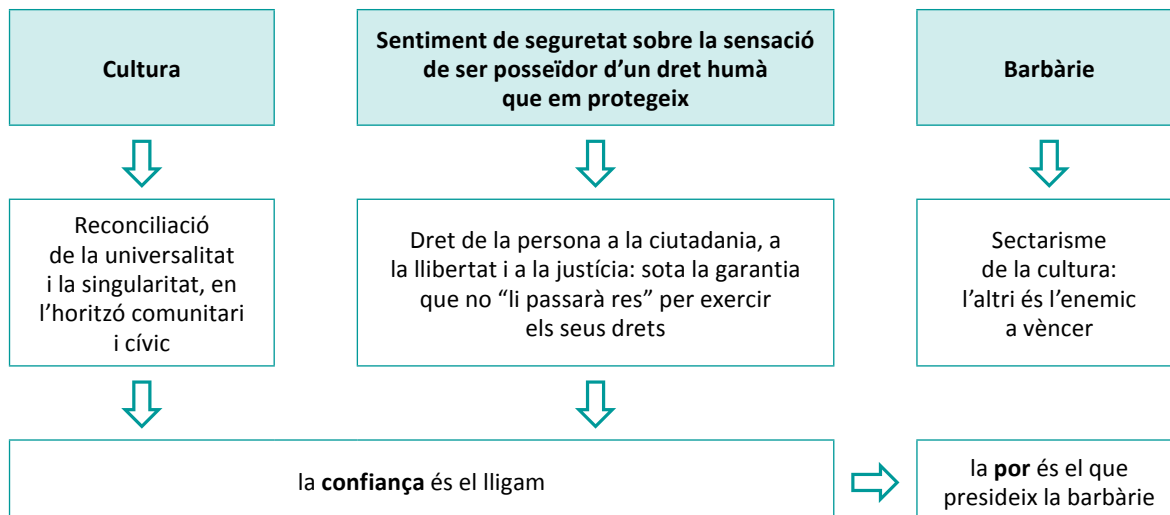 Cultura
Sentiment de seguretat sobre la sensació
de ser posseïdor d’un dret humà
que em protegeix
Barbàrie
Reconciliació
de la universalitat
i la singularitat, en
l’horitzó comunitari
i cívic
Dret de la persona a la ciutadania, a
la llibertat i a la justícia: sota la garantia
que no “li passarà res” per exercir
els seus drets
Sectarisme
de la cultura:
l’altri és l’enemic
a vèncer
la confiança és el lligam
la por és el que
presideix la barbàrie